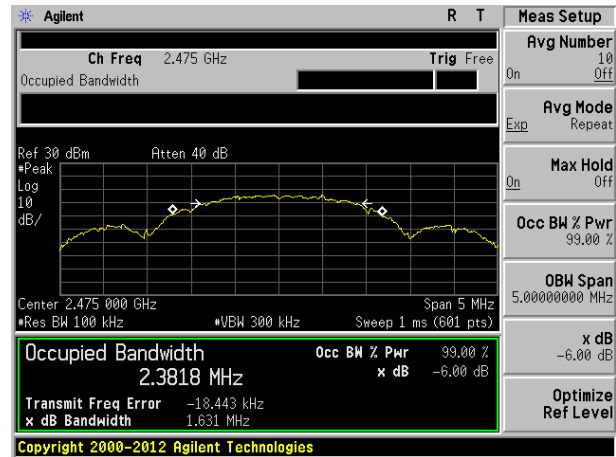 Agilent R T
Ch Freq 2.475 GHz Trig Free
Occupied Bandwidth
Ref 30 dBm Atten 40 dB
#Peak
Log
10
dB/
Center 2.475 000 GHz Span 5 MHz
#Res BW 100 kHz #VBW 300 kHz Sweep 1 ms (601 pts)
Occupied Bandwidth Occ BW % Pwr 99.00 %
2.3818 MHz x dB -6.00 dB
Transmit Freq Error -18.443 kHz
x dB Bandwidth 1.631 MHz
Copyright 2000-2012 Agilent Technologies
Meas Setup
Avg Number
10
On Off
Avg Mode
Exp Repeat
Max Hold
On Off
Occ BW % Pwr
99.00 %
OBW Span
5.00000000 MHz
x dB
-6.00 dB
Optimize
Ref Level